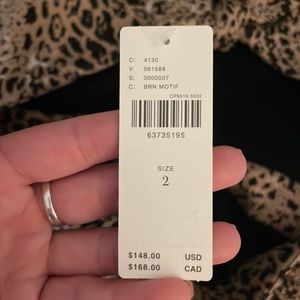 C: 4130
V: 061588
S: 0000007
C: BRN MOTIF
CP9510 0002
63735195
SIZE
2
$148.00 USD
$168.00 CAD